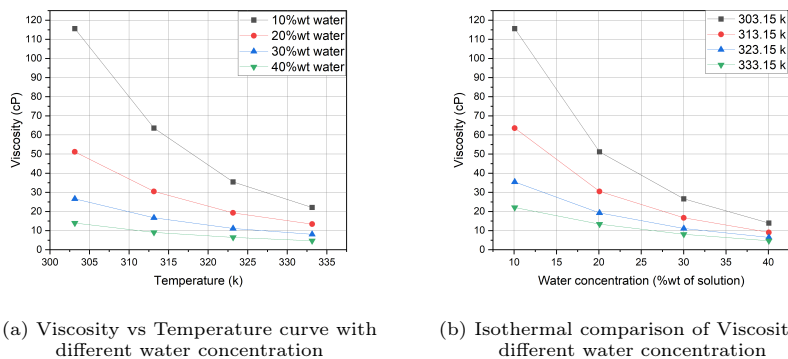 120
110
100
90
80
70
60
50
40
30
20
10
0
Viscosity (cP)
10%wt water
20%wt water
30%wt water
40%wt water
300 305 310 315 320 325 330 335
Temperature (k)
(a) Viscosity vs Temperature curve with
different water concentration
120
110
100
90
80
70
60
50
40
30
20
10
0
Viscosity (cP)
303.15 k
313.15 k
323.15 k
333.15 k
10 15 20 25 30 35 40
Water concentration (%wt of solution)
(b) Isothermal comparison of Viscosit
different water concentration